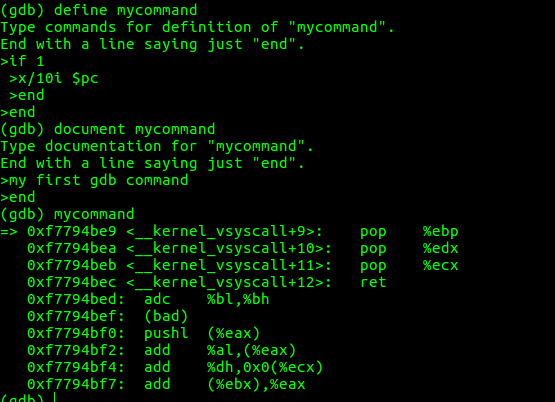 (gdb) define mycommand
Type commands for definition of "mycommand".
End with a line saying just "end".
>if 1
 >x/10i $pc
 >end
>end
(gdb) document mycommand
Type documentation for "mycommand".
End with a line saying just "end".
>my first gdb command
>end
(gdb) mycommand
=> 0xf7794be9 <__kernel_vsyscall+9>:    pop    %ebp
   0xf7794bea <__kernel_vsyscall+10>:   pop    %edx
   0xf7794beb <__kernel_vsyscall+11>:   pop    %ecx
   0xf7794bec <__kernel_vsyscall+12>:   ret
   0xf7794bed:  adc    %bl,%bh
   0xf7794bef:  (bad)
   0xf7794bf0:  pushl  (%eax)
   0xf7794bf2:  add    %al,(%eax)
   0xf7794bf4:  add    %dh,0x0(%ecx)
   0xf7794bf7:  add    (%ebx),%eax
(gdb)